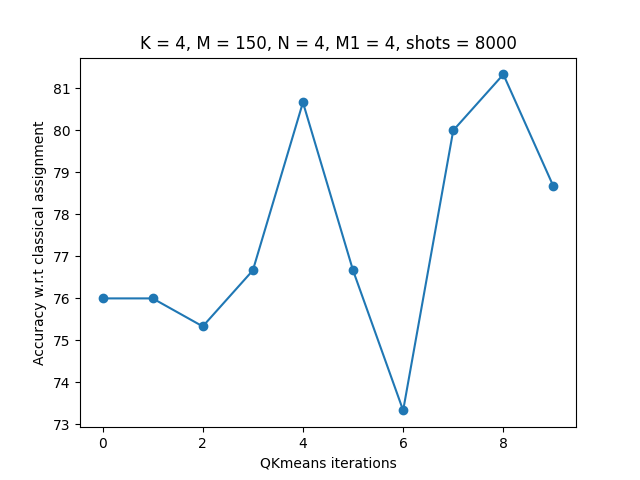 K = 4, M = 150, N = 4, M1 = 4, shots = 8000
Accuracy w.r.t classical assignment
81
80
79
78
77
76
75
74
73
0 2 4 6 8
QKmeans iterations